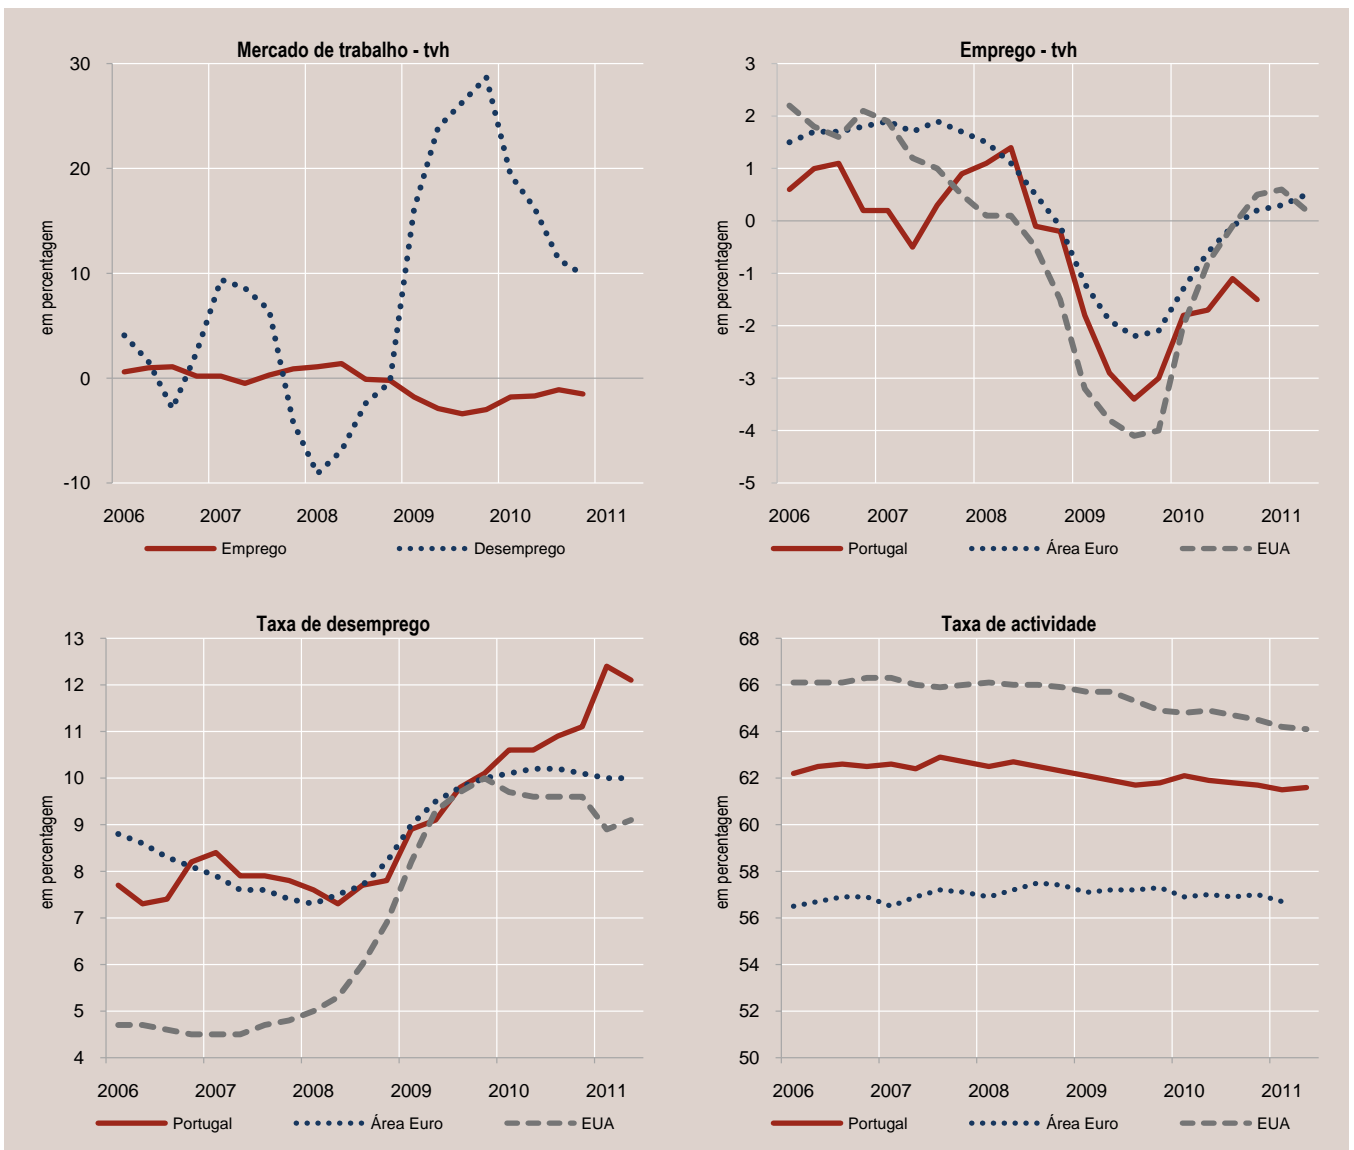 Mercado de trabalho - tvh
30
20
10
0
-10
em percentagem
2006 2007 2008 2009 2010 2011
Emprego Desemprego
Emprego - tvh
3
2
1
0
-1
-2
-3
-4
-5
em percentagem
2006 2007 2008 2009 2010 2011
Portugal Área Euro EUA
Taxa de desemprego
13
12
11
10
9
8
7
6
5
4
em percentagem
2006 2007 2008 2009 2010 2011
Portugal Área Euro EUA
Taxa de actividade
68
66
64
62
60
58
56
54
52
50
em percentagem
2006 2007 2008 2009 2010 2011
Portugal Área Euro EUA